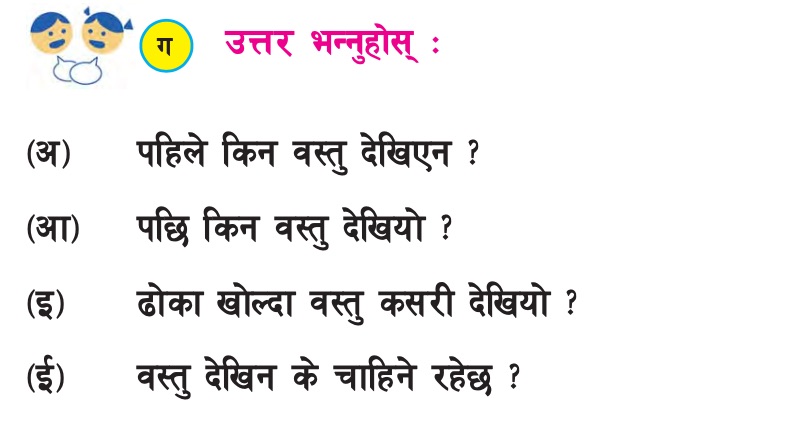 ग उत्तर भन्नुहोस् :
(अ) पहिले किन वस्तु देखिएन ?
(आ) पछि किन वस्तु देखियो ?
(इ) ढोका खोल्दा वस्तु कसरी देखियो ?
(ई) वस्तु देखिन के चाहिने रहेछ ?